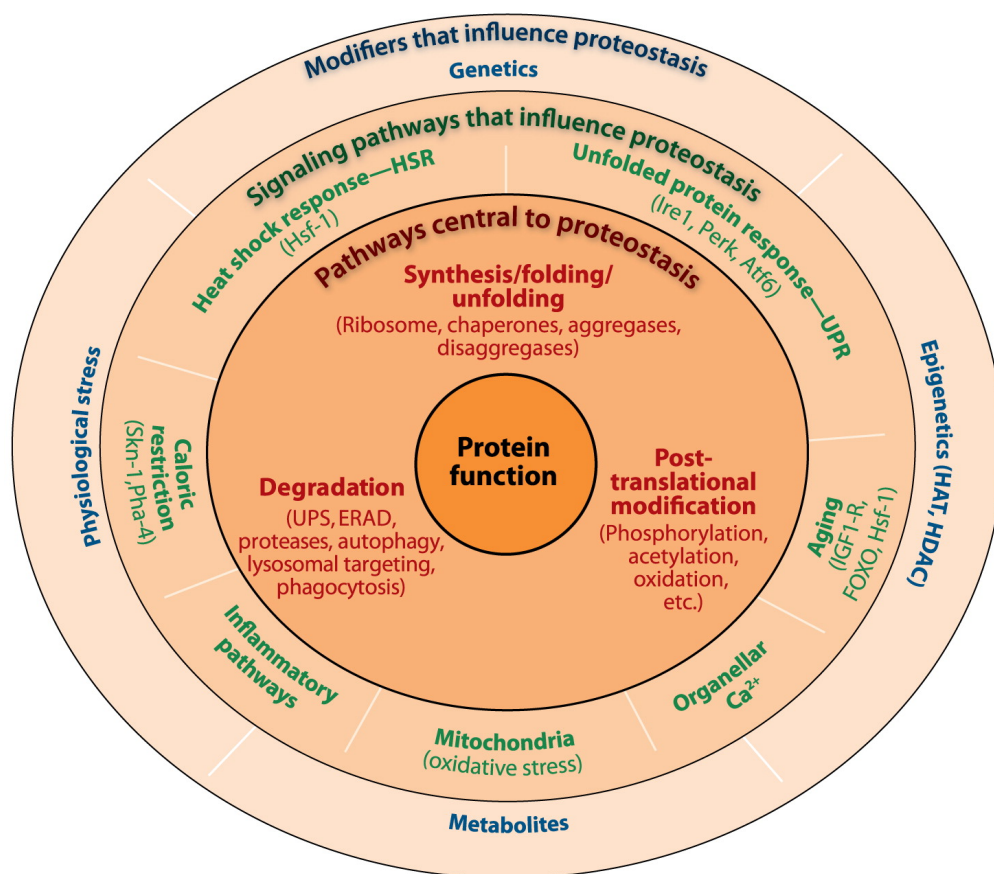 Modifiers that influence proteostasis
Genetics
Signaling pathways that influence proteostasis
Heat shock response—HSR
(Hsf-1)
Unfolded protein response—UPR
(Ire1, Perk, Atf6)
Pathways central to proteostasis
Synthesis/folding/
unfolding
(Ribosome, chaperones, aggregases,
disaggregases)
Physiological stress
Epigenetics (HAT, HDAC)
Caloric
restriction
(Skn-1,Pha-4)
Protein
function
Degradation
(UPS, ERAD,
proteases, autophagy,
lysosomal targeting,
phagocytosis)
Post-
translational
modification
(Phosphorylation,
acetylation,
oxidation,
etc.)
Aging
(IGF1-R,
FOXO, Hsf-1)
Inflammatory
pathways
Organellar
Ca²⁺
Mitochondria
(oxidative stress)
Metabolites